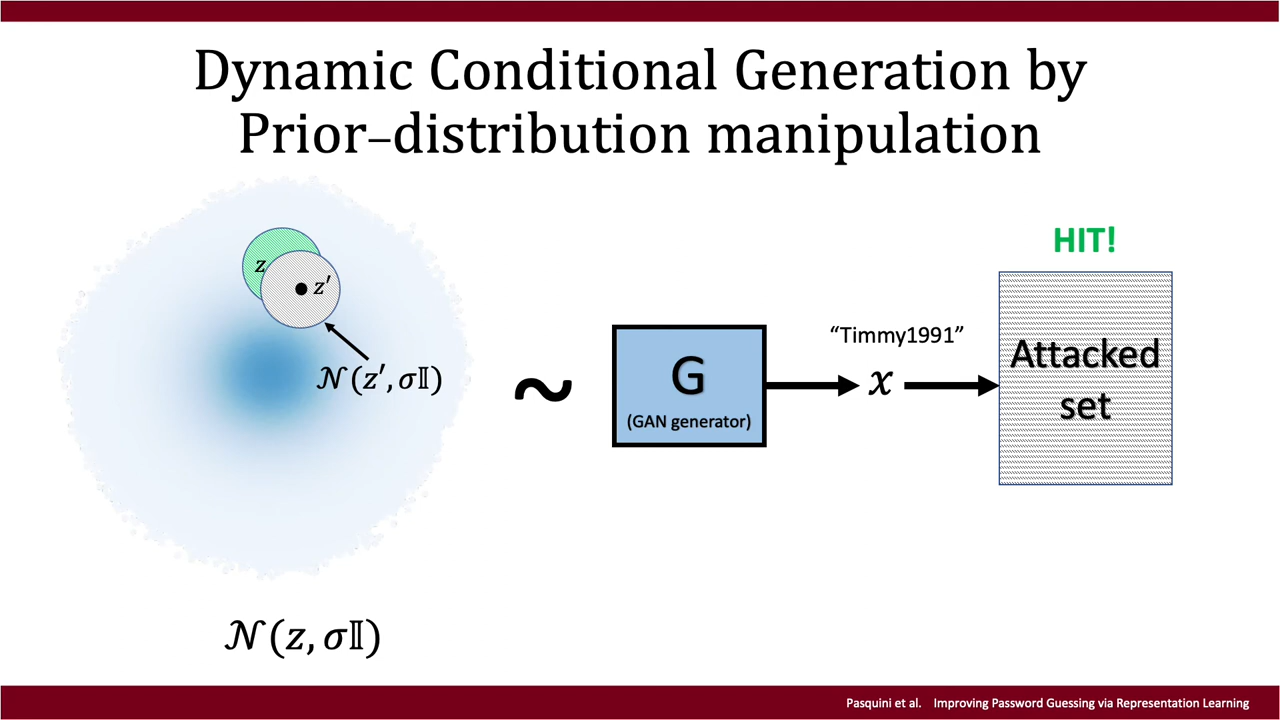 Dynamic Conditional Generation by
Prior–distribution manipulation
z
z′
𝒩(z′, σ𝕀)
~
G
(GAN generator)
“Timmy1991”
x
HIT!
Attacked
set
𝒩(z, σ𝕀)
Pasquini et al. Improving Password Guessing via Representation Learning